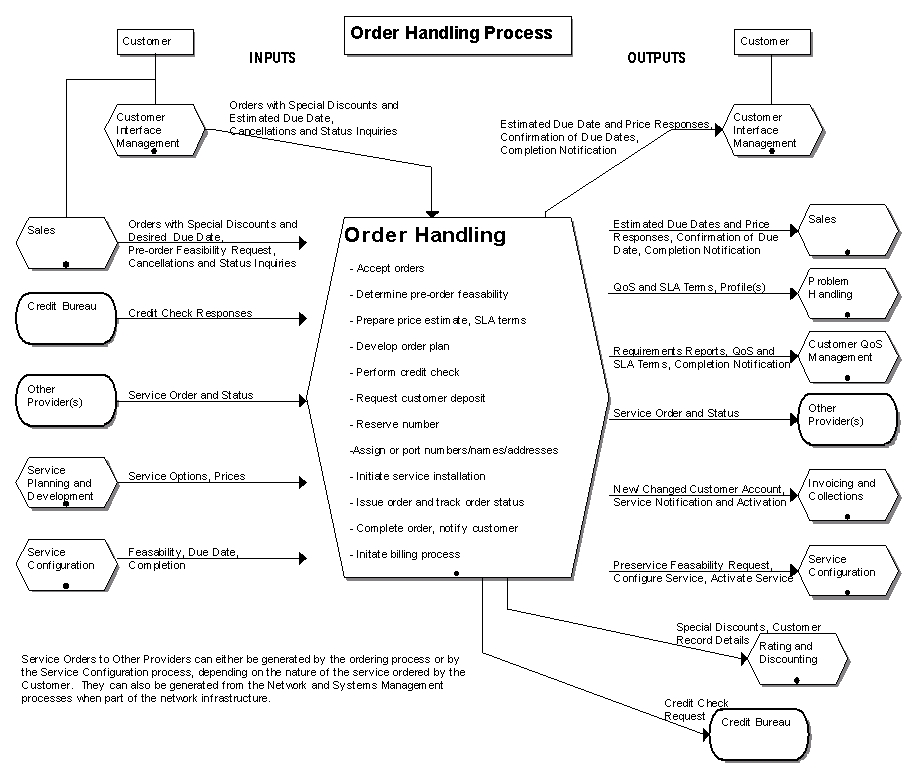 Order Handling Process
Customer
INPUTS
OUTPUTS
Customer
Customer
Interface
Management
Orders with Special Discounts and
Estimated Due Date,
Cancellations and Status Inquiries
Estimated Due Date and Price Responses,
Confirmation of Due Dates,
Completion Notification
Customer
Interface
Management
Sales
Orders with Special Discounts and
Desired Due Date,
Pre-order Feasibility Request,
Cancellations and Status Inquiries
Credit Bureau
Credit Check Responses
Other
Provider(s)
Service Order and Status
Service
Planning and
Development
Service Options, Prices
Service
Configuration
Feasability, Due Date,
Completion
Order Handling
- Accept orders
- Determine pre-order feasability
- Prepare price estimate, SLA terms
- Develop order plan
- Perform credit check
- Request customer deposit
- Reserve number
-Assign or port numbers/names/addresses
- Initiate service installation
- Issue order and track order status
- Complete order, notify customer
- Initate billing process
Estimated Due Dates and Price
Responses, Confirmation of Due
Date, Completion Notification
Sales
QoS and SLA Terms, Profile(s)
Problem
Handling
Requirements Reports, QoS and
SLA Terms, Completion Notification
Customer QoS
Management
Service Order and Status
Other
Provider(s)
New/ Changed Customer Account,
Service Notification and Activation
Invoicing and
Collections
Preservice Feasability Request,
Configure Service, Activate Service
Service
Configuration
Special Discounts, Customer
Record Details
Rating and
Discounting
Credit Check
Request
Credit Bureau
Service Orders to Other Providers can either be generated by the ordering process or by
the Service Configuration process, depending on the nature of the service ordered by the
Customer. They can also be generated from the Network and Systems Management
processes when part of the network infrastructure.